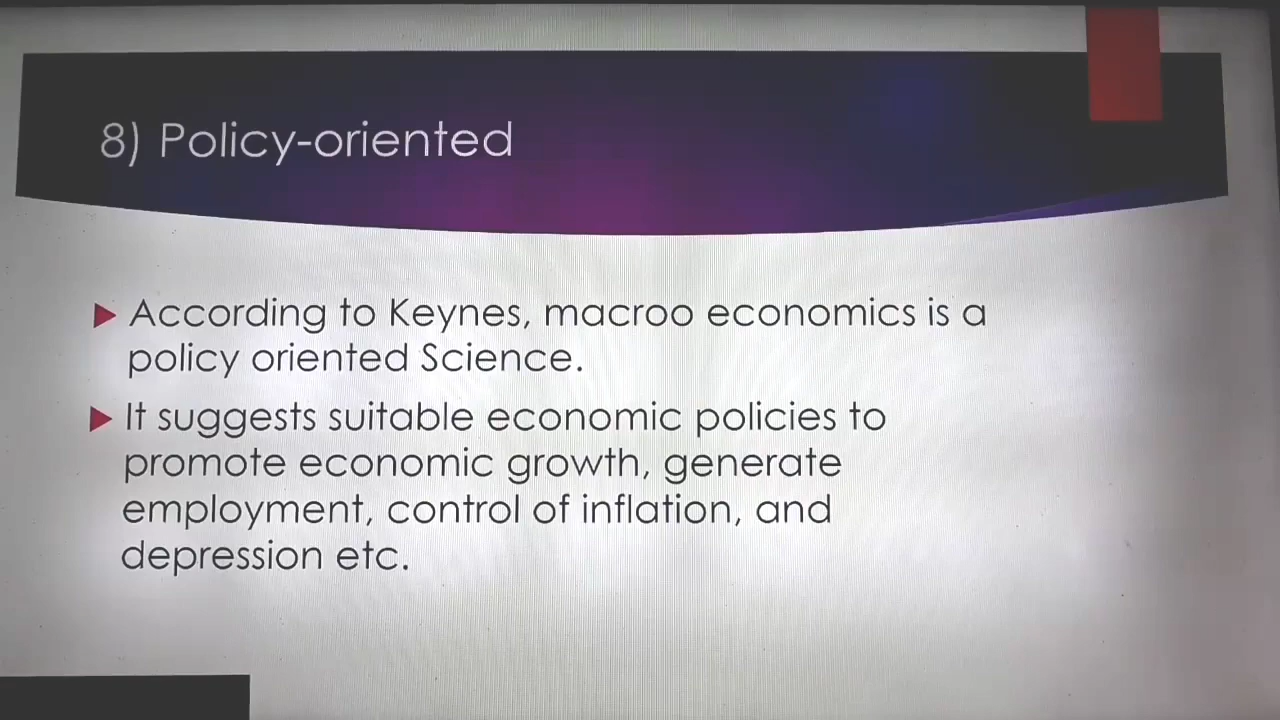 8) Policy-oriented
According to Keynes, macroo economics is a
policy oriented Science.
It suggests suitable economic policies to
promote economic growth, generate
employment, control of inflation, and
depression etc.